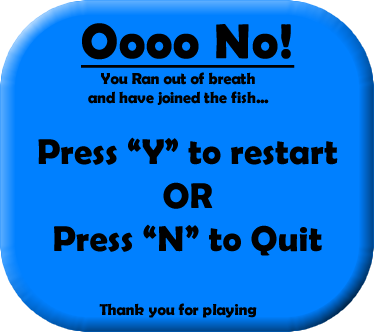 Oooo No!
You Ran out of breath
and have joined the fish...
Press “Y” to restart
OR
Press “N” to Quit
Thank you for playing